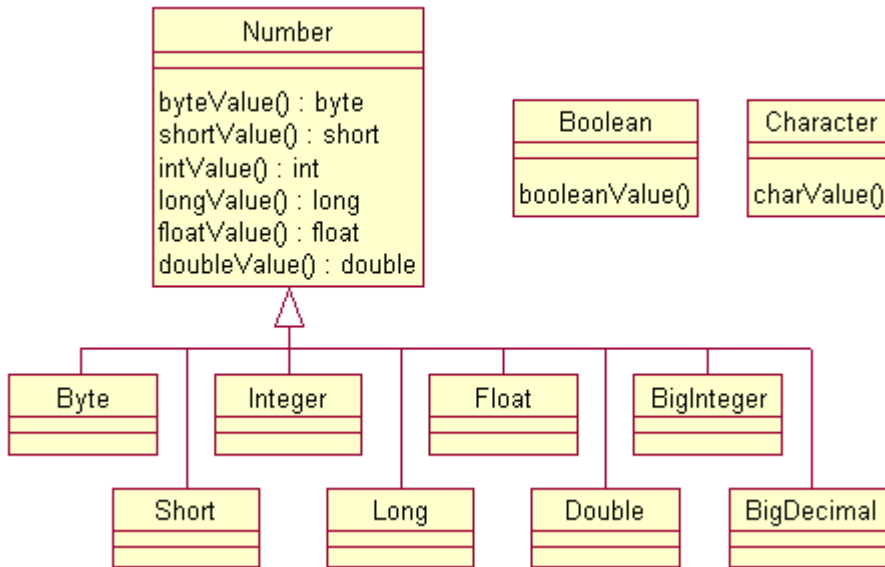 Number
byteValue() : byte
shortValue() : short
intValue() : int
longValue() : long
floatValue() : float
doubleValue() : double
Boolean
booleanValue()
Character
charValue()
Byte
Integer
Float
BigInteger
Short
Long
Double
BigDecimal